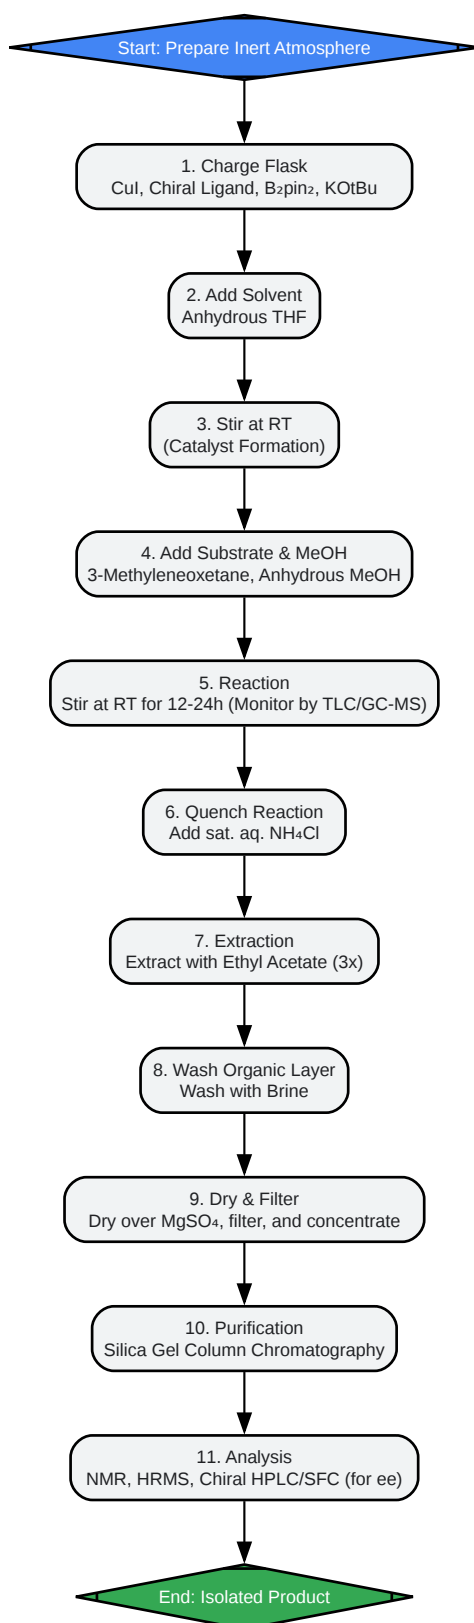 Start: Prepare Inert Atmosphere
1. Charge Flask
CuI, Chiral Ligand, B₂pin₂, KOtBu
2. Add Solvent
Anhydrous THF
3. Stir at RT
(Catalyst Formation)
4. Add Substrate & MeOH
3-Methyleneoxetane, Anhydrous MeOH
5. Reaction
Stir at RT for 12-24h (Monitor by TLC/GC-MS)
6. Quench Reaction
Add sat. aq. NH₄Cl
7. Extraction
Extract with Ethyl Acetate (3x)
8. Wash Organic Layer
Wash with Brine
9. Dry & Filter
Dry over MgSO₄, filter, and concentrate
10. Purification
Silica Gel Column Chromatography
11. Analysis
NMR, HRMS, Chiral HPLC/SFC (for ee)
End: Isolated Product